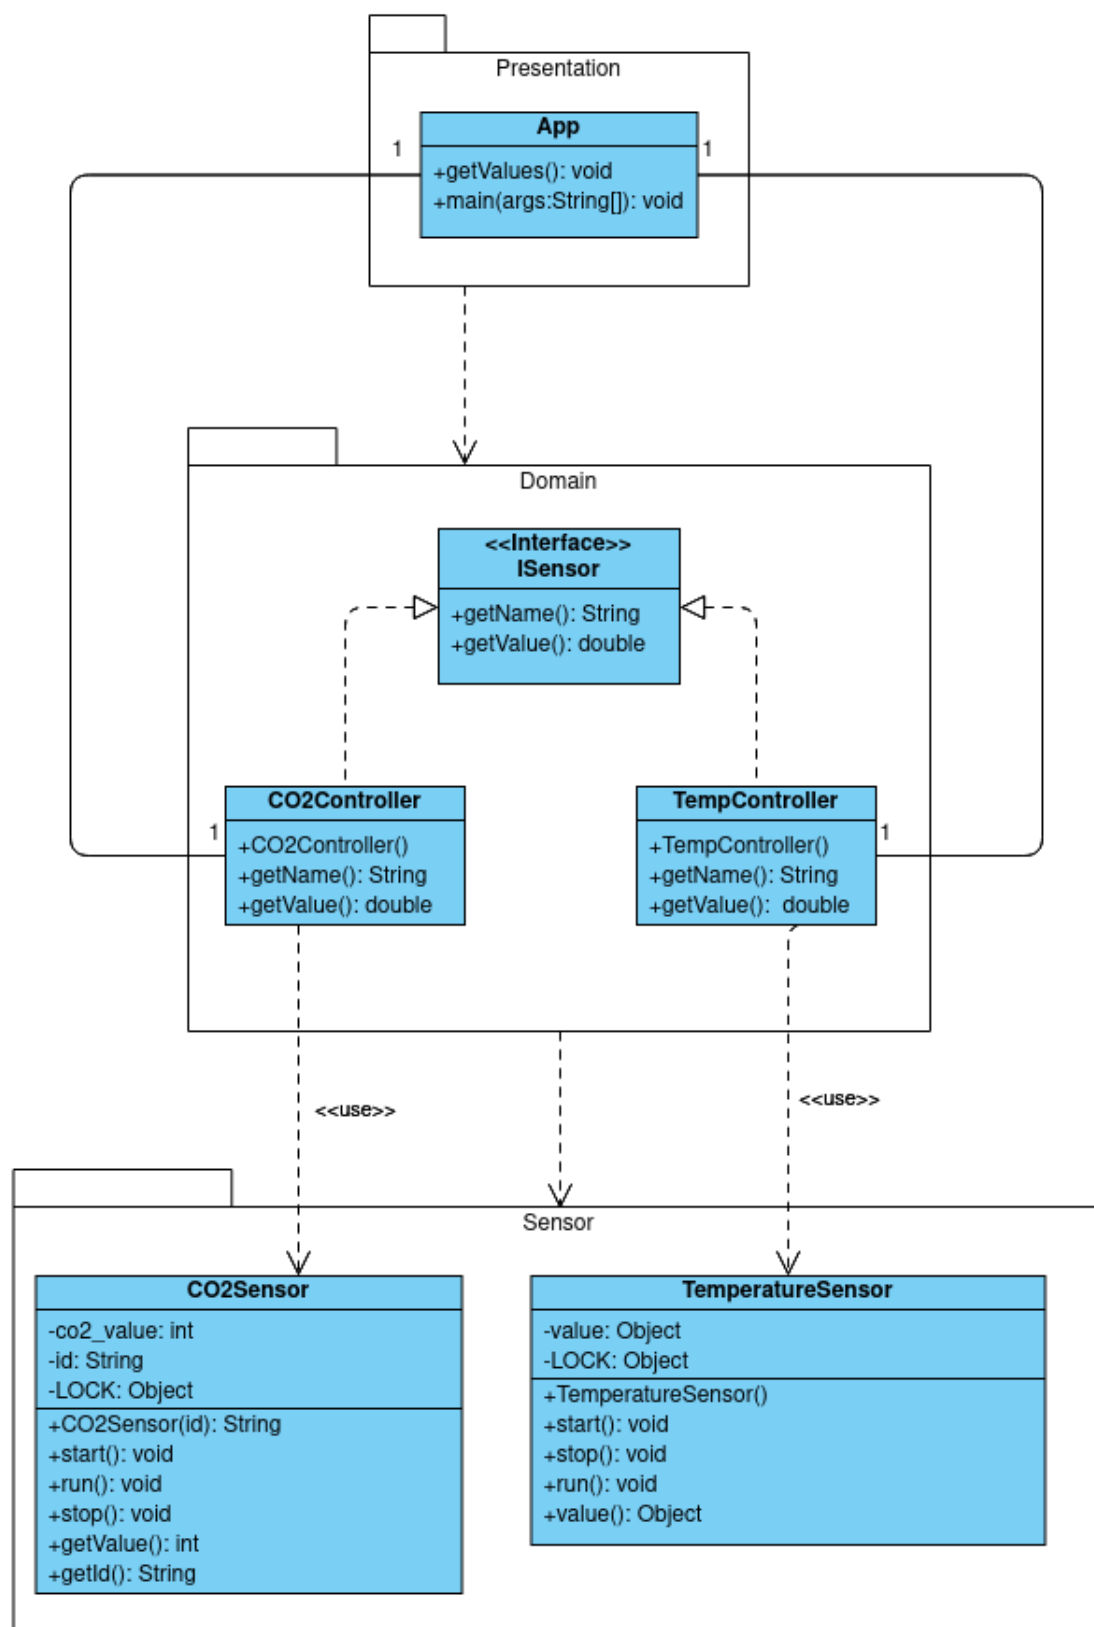 Presentation
App
1
1
+getValues(): void
+main(args:String[]): void
Domain
<<Interface>>
ISensor
+getName(): String
+getValue(): double
CO2Controller
1
+CO2Controller()
+getName(): String
+getValue(): double
TempController
1
+TempController()
+getName(): String
+getValue():  double
<<use>>
<<use>>
Sensor
CO2Sensor
-co2_value: int
-id: String
-LOCK: Object
+CO2Sensor(id): String
+start(): void
+run(): void
+stop(): void
+getValue(): int
+getId(): String
TemperatureSensor
-value: Object
-LOCK: Object
+TemperatureSensor()
+start(): void
+stop(): void
+run(): void
+value(): Object